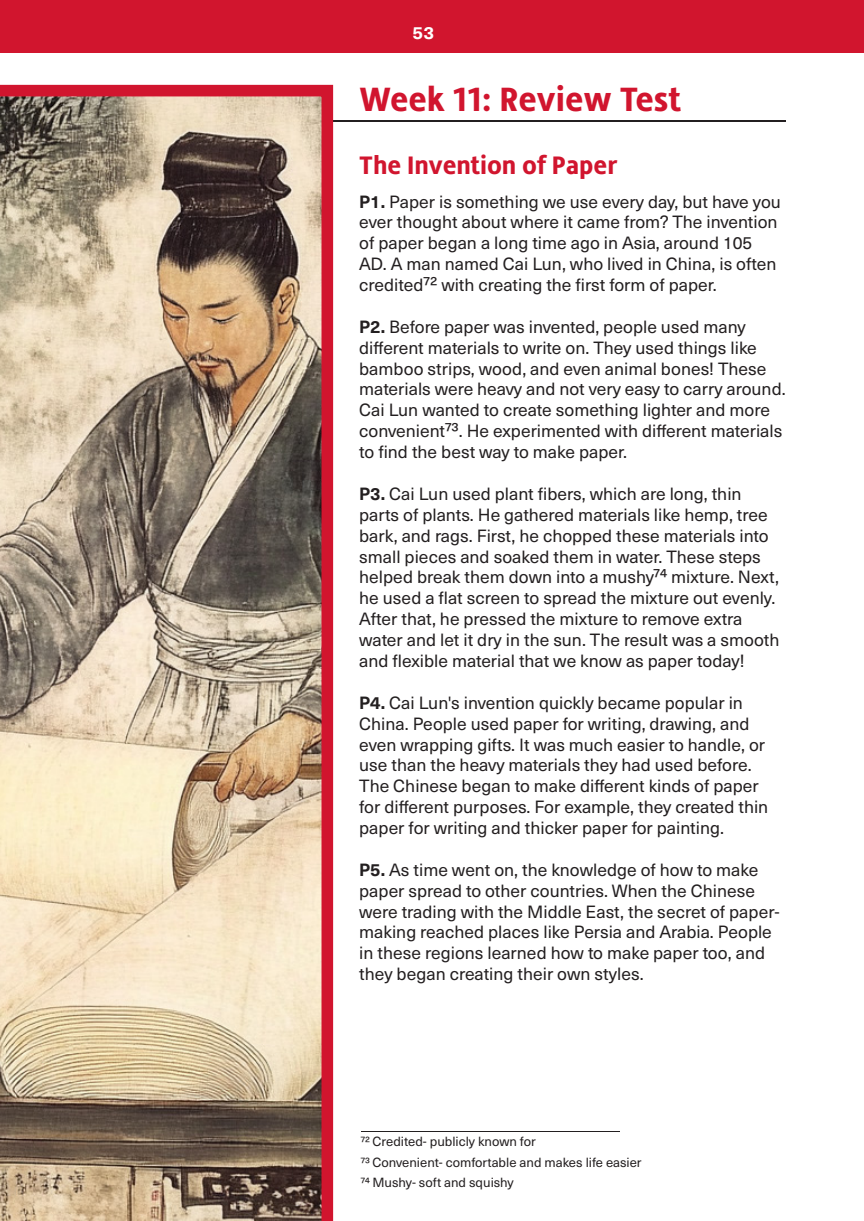 53
Week 11: Review Test
The Invention of Paper
P1. Paper is something we use every day, but have you
ever thought about where it came from? The invention
of paper began a long time ago in Asia, around 105
AD. A man named Cai Lun, who lived in China, is often
credited⁷² with creating the first form of paper.
P2. Before paper was invented, people used many
different materials to write on. They used things like
bamboo strips, wood, and even animal bones! These
materials were heavy and not very easy to carry around.
Cai Lun wanted to create something lighter and more
convenient⁷³. He experimented with different materials
to find the best way to make paper.
P3. Cai Lun used plant fibers, which are long, thin
parts of plants. He gathered materials like hemp, tree
bark, and rags. First, he chopped these materials into
small pieces and soaked them in water. These steps
helped break them down into a mushy⁷⁴ mixture. Next,
he used a flat screen to spread the mixture out evenly.
After that, he pressed the mixture to remove extra
water and let it dry in the sun. The result was a smooth
and flexible material that we know as paper today!
P4. Cai Lun's invention quickly became popular in
China. People used paper for writing, drawing, and
even wrapping gifts. It was much easier to handle, or
use than the heavy materials they had used before.
The Chinese began to make different kinds of paper
for different purposes. For example, they created thin
paper for writing and thicker paper for painting.
P5. As time went on, the knowledge of how to make
paper spread to other countries. When the Chinese
were trading with the Middle East, the secret of paper-
making reached places like Persia and Arabia. People
in these regions learned how to make paper too, and
they began creating their own styles.
⁷² Credited- publicly known for
⁷³ Convenient- comfortable and makes life easier
⁷⁴ Mushy- soft and squishy